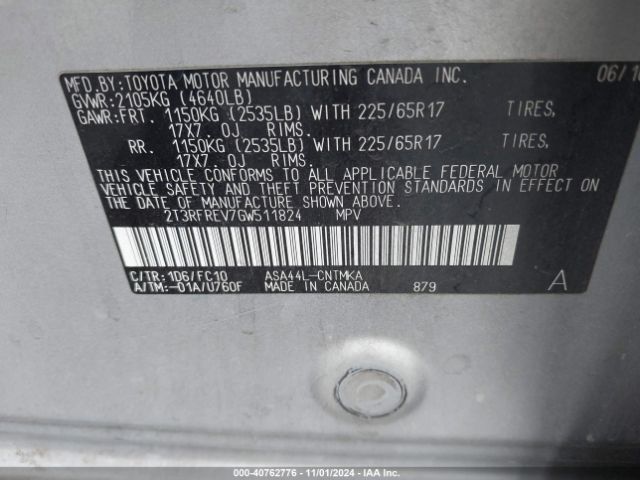 MFD.BY:TOYOTA MOTOR MANUFACTURING CANADA INC. 06/16
GVWR:2105KG (4640LB)
GAWR:FRT. 1150KG (2535LB) WITH 225/65R17 TIRES,
17X7.0J RIMS.
RR. 1150KG (2535LB) WITH 225/65R17 TIRES,
17X7.0J RIMS.
THIS VEHICLE CONFORMS TO ALL APPLICABLE FEDERAL MOTOR
VEHICLE SAFETY AND THEFT PREVENTION STANDARDS IN EFFECT ON
THE DATE OF MANUFACTURE SHOWN ABOVE.
2T3RFREV7GW511824 MPV
C/TR:1D6/FC10 ASA44L-CNTMKA
A/TM:-01A/U760F MADE IN CANADA 879 A
000-40762776 - 11/01/2024 - IAA Inc.